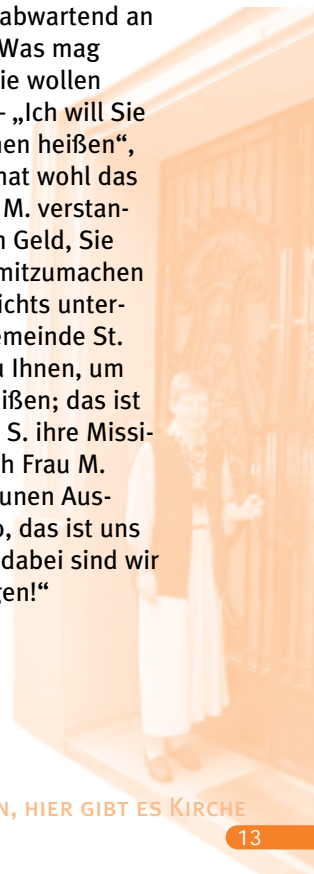 abwartend an
Was mag
ie wollen
– „Ich will Sie
nen heißen“,
hat wohl das
M. verstan-
n Geld, Sie
mitzumachen
ichts unter-
emeinde St.
u Ihnen, um
ißen; das ist
S. ihre Missi-
h Frau M.
unen Aus-
o, das ist uns
dabei sind wir
gen!“
N, HIER GIBT ES KIRCHE
13